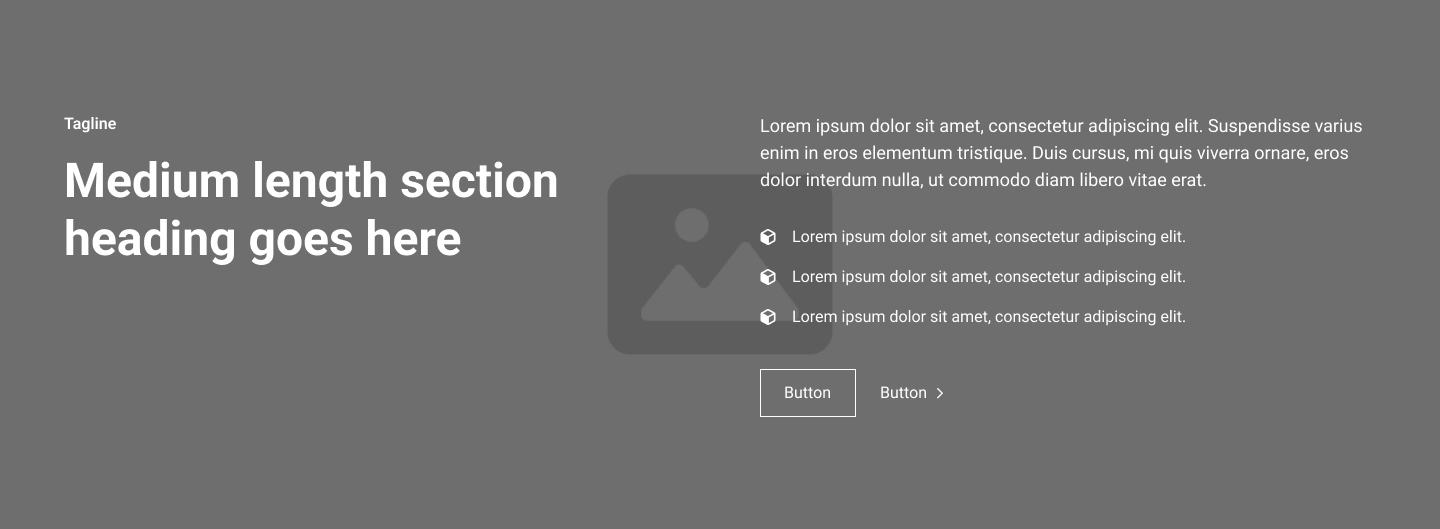 Tagline
Medium length section
heading goes here
Lorem ipsum dolor sit amet, consectetur adipiscing elit. Suspendisse varius
enim in eros elementum tristique. Duis cursus, mi quis viverra ornare, eros
dolor interdum nulla, ut commodo diam libero vitae erat.
Lorem ipsum dolor sit amet, consectetur adipiscing elit.
Lorem ipsum dolor sit amet, consectetur adipiscing elit.
Lorem ipsum dolor sit amet, consectetur adipiscing elit.
Button
Button